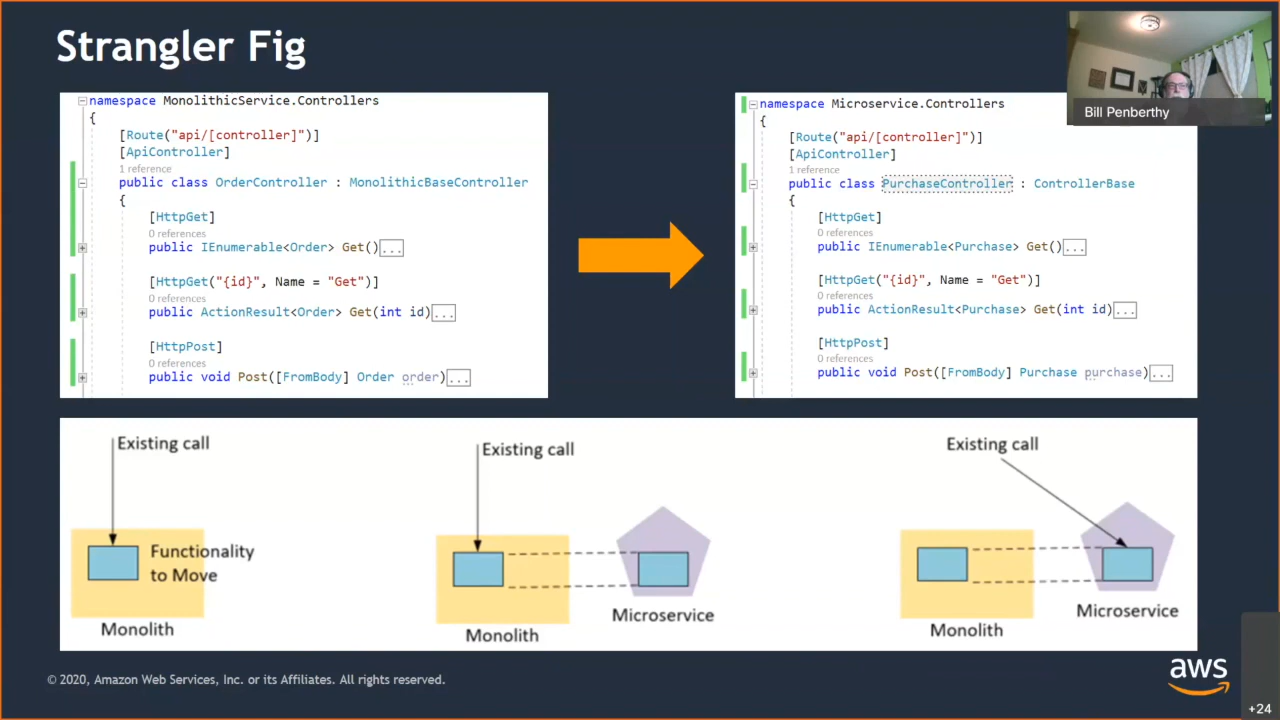 Strangler Fig
namespace MonolithicService.Controllers
{
[Route("api/[controller]")]
[ApiController]
1 reference
public class OrderController : MonolithicBaseController
{
[HttpGet]
0 references
public IEnumerable<Order> Get()...
[HttpGet("{id}", Name = "Get")]
0 references
public ActionResult<Order> Get(int id)...
[HttpPost]
0 references
public void Post([FromBody] Order order)...
namespace Microservice.Controllers
{
[Route("api/[controller]")]
[ApiController]
1 reference
public class PurchaseController : ControllerBase
{
[HttpGet]
0 references
public IEnumerable<Purchase> Get()...
[HttpGet("{id}", Name = "Get")]
0 references
public ActionResult<Purchase> Get(int id)...
[HttpPost]
0 references
public void Post([FromBody] Purchase purchase)...
Bill Penberthy
Existing call
Functionality
to Move
Monolith
Existing call
Monolith
Microservice
Existing call
Monolith
Microservice
© 2020, Amazon Web Services, Inc. or its Affiliates. All rights reserved.
aws
+24